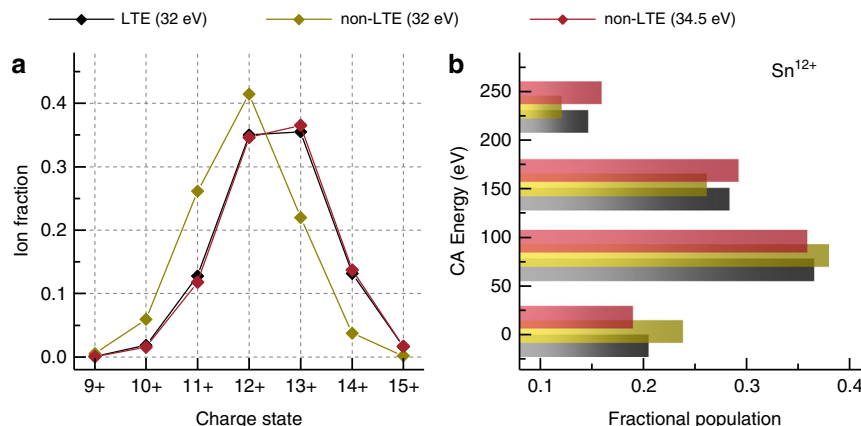 LTE (32 eV)
non-LTE (32 eV)
non-LTE (34.5 eV)
a
Ion fraction
0.4
0.3
0.2
0.1
0.0
9+ 10+ 11+ 12+ 13+ 14+ 15+
Charge state
b
Sn¹²⁺
CA Energy (eV)
250
200
150
100
50
0
0.1 0.2 0.3 0.4
Fractional population